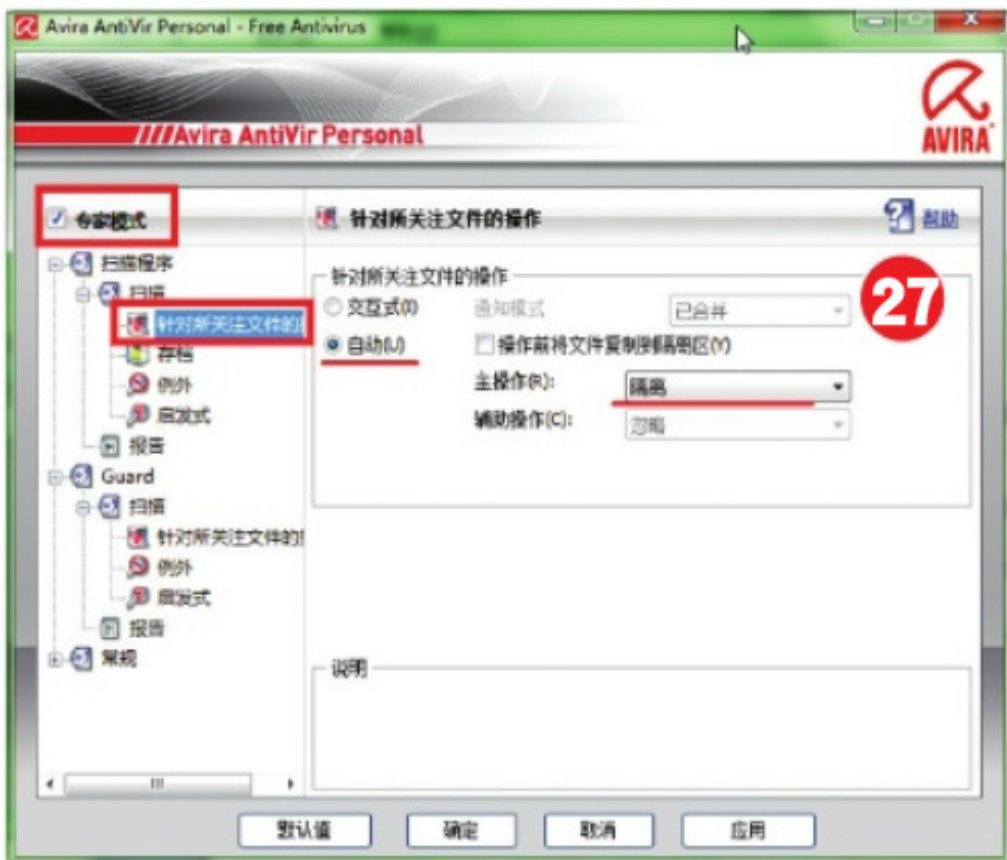 Avira AntiVir Personal - Free Antivirus
Avira AntiVir Personal
AVIRA
专家模式
针对所关注文件的操作
帮助
扫描程序
扫描
针对所关注文件的
存档
例外
启发式
报告
Guard
扫描
针对所关注文件的
例外
启发式
报告
常规
针对所关注文件的操作
27
交互式(I)
通知模式
已合并
自动(U)
操作前将文件复制到隔离区(Y)
主操作(R):
隔离
辅助操作(C):
忽略
说明
默认值
确定
取消
应用